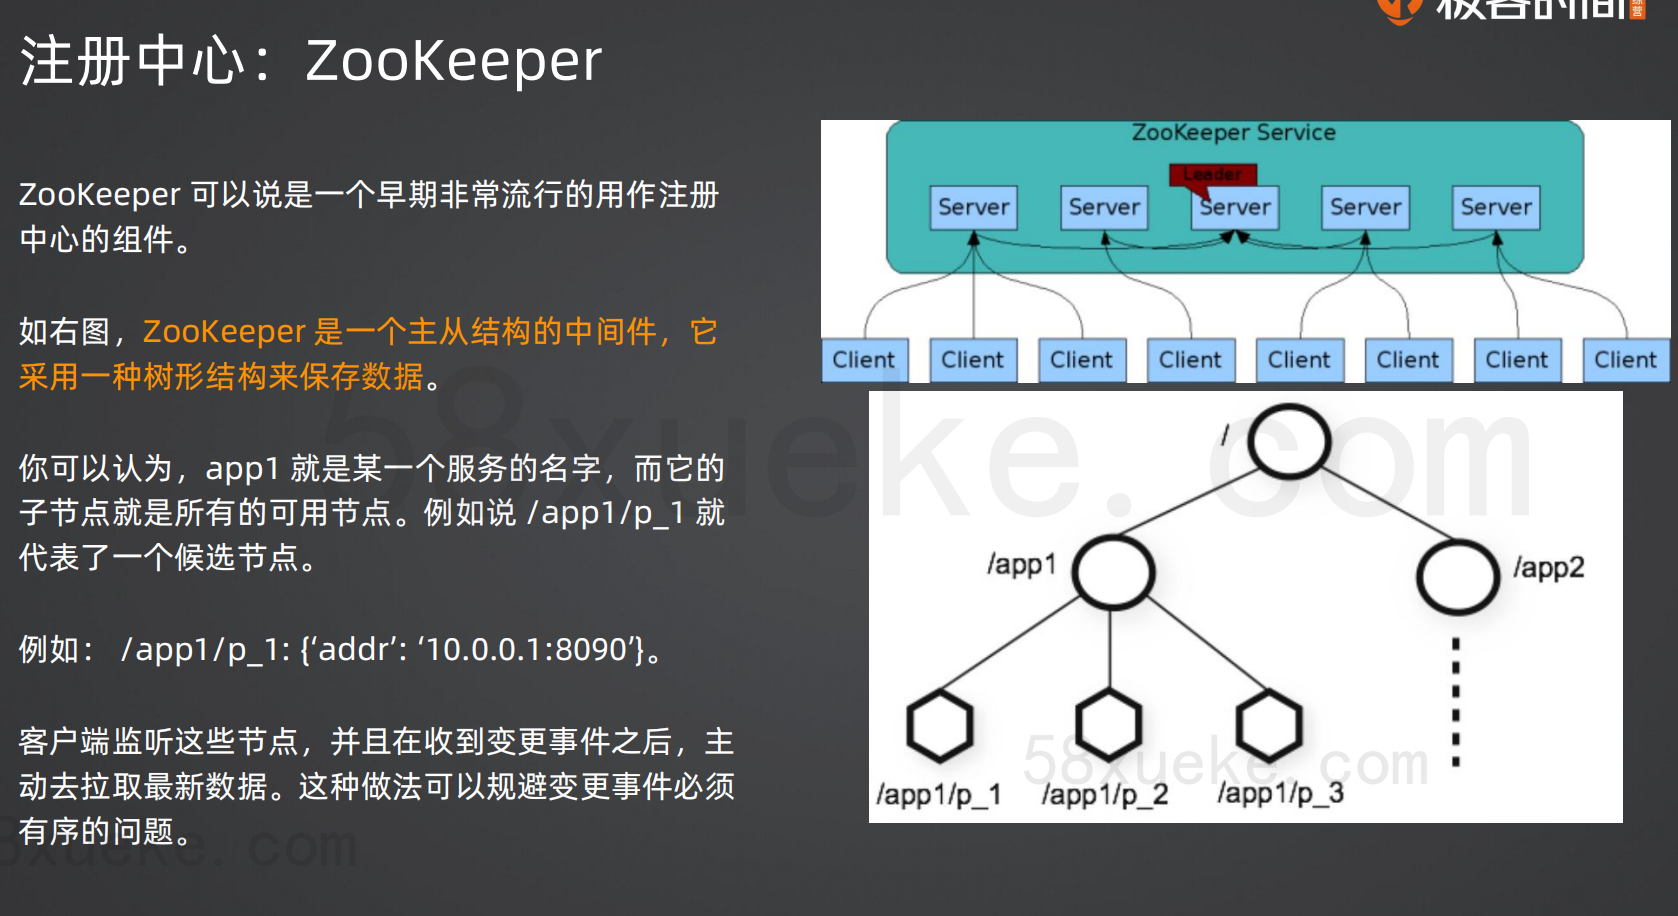 极客时间
注册中心：ZooKeeper
ZooKeeper 可以说是一个早期非常流行的用作注册
中心的组件。
如右图，ZooKeeper 是一个主从结构的中间件，它
采用一种树形结构来保存数据。
你可以认为，app1 就是某一个服务的名字，而它的
子节点就是所有的可用节点。例如说 /app1/p_1 就
代表了一个候选节点。
例如： /app1/p_1: {‘addr’: ‘10.0.0.1:8090’}。
客户端监听这些节点，并且在收到变更事件之后，主
动去拉取最新数据。这种做法可以规避变更事件必须
有序的问题。
ZooKeeper Service
Leader
Server Server Server Server Server
Client Client Client Client Client Client Client Client
/
/app1 /app2
/app1/p_1 /app1/p_2 /app1/p_3
58xueke.com
58xueke.com
58xueke.com